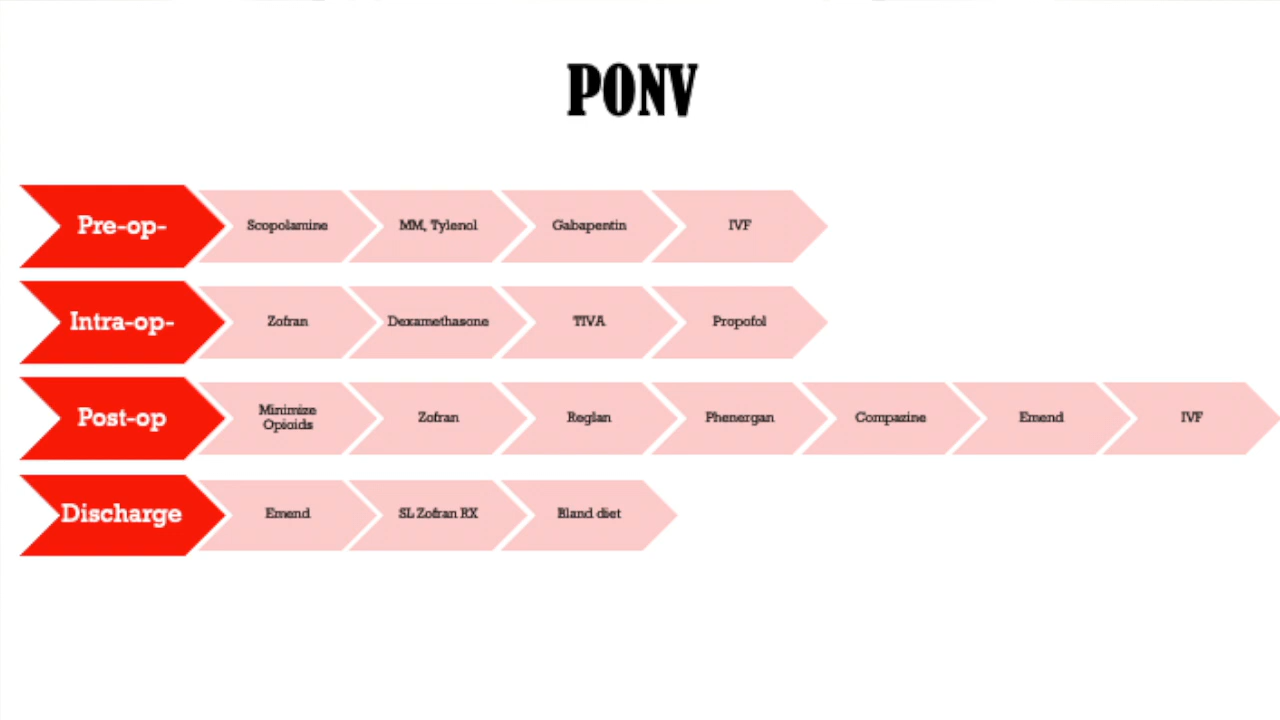 PONV
Pre-op-
Scopolamine
MM, Tylenol
Gabapentin
IVF
Intra-op-
Zofran
Dexamethasone
TIVA
Propofol
Post-op
Minimize
Opioids
Zofran
Reglan
Phenergan
Compazine
Emend
IVF
Discharge
Emend
SL Zofran RX
Bland diet